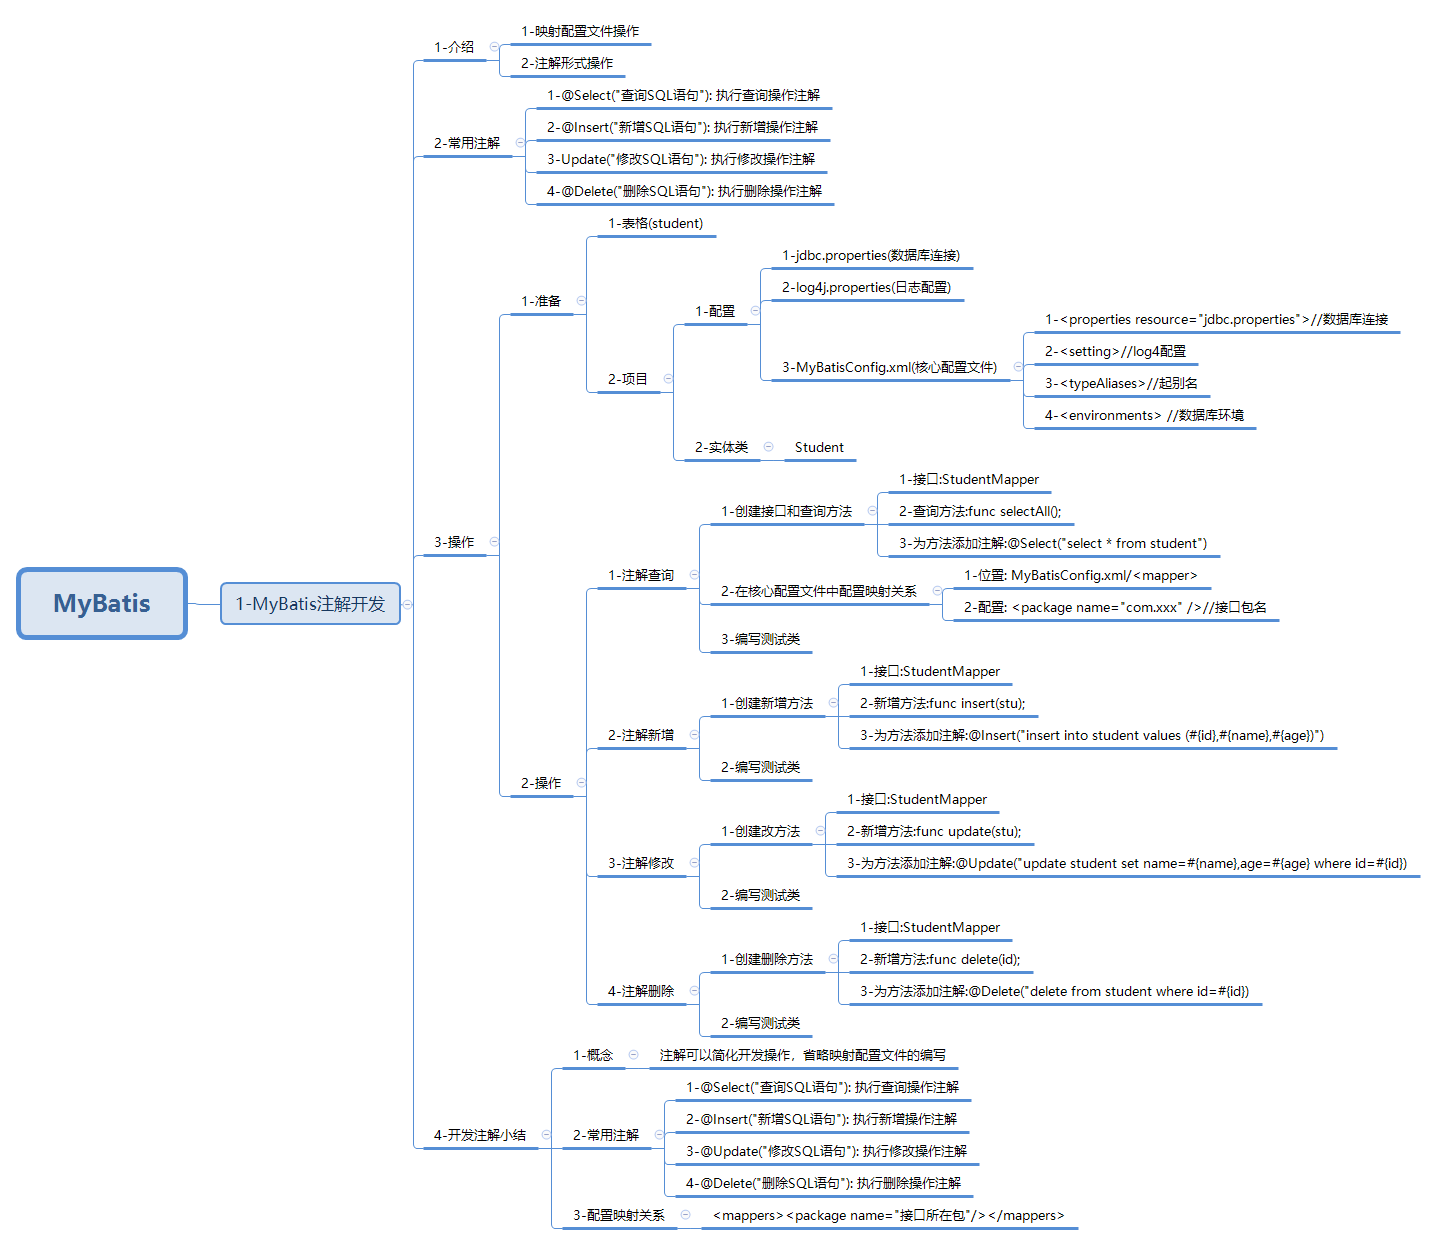 MyBatis
1-MyBatis注解开发
1-介绍
1-映射配置文件操作
2-注解形式操作
2-常用注解
1-@Select("查询SQL语句"): 执行查询操作注解
2-@Insert("新增SQL语句"): 执行新增操作注解
3-Update("修改SQL语句"): 执行修改操作注解
4-@Delete("删除SQL语句"): 执行删除操作注解
3-操作
1-准备
1-表格(student)
2-项目
1-配置
1-jdbc.properties(数据库连接)
2-log4j.properties(日志配置)
3-MyBatisConfig.xml(核心配置文件)
1-<properties resource="jdbc.properties">//数据库连接
2-<setting>//log4配置
3-<typeAliases>//起别名
4-<environments> //数据库环境
2-实体类
Student
2-操作
1-注解查询
1-创建接口和查询方法
1-接口:StudentMapper
2-查询方法:func selectAll();
3-为方法添加注解:@Select("select * from student")
2-在核心配置文件中配置映射关系
1-位置: MyBatisConfig.xml/<mapper>
2-配置: <package name="com.xxx" />//接口包名
3-编写测试类
2-注解新增
1-创建新增方法
1-接口:StudentMapper
2-新增方法:func insert(stu);
3-为方法添加注解:@Insert("insert into student values (#{id},#{name},#{age})")
2-编写测试类
3-注解修改
1-创建改方法
1-接口:StudentMapper
2-新增方法:func update(stu);
3-为方法添加注解:@Update("update student set name=#{name},age=#{age} where id=#{id})
2-编写测试类
4-注解删除
1-创建删除方法
1-接口:StudentMapper
2-新增方法:func delete(id);
3-为方法添加注解:@Delete("delete from student where id=#{id})
2-编写测试类
4-开发注解小结
1-概念
注解可以简化开发操作，省略映射配置文件的编写
2-常用注解
1-@Select("查询SQL语句"): 执行查询操作注解
2-@Insert("新增SQL语句"): 执行新增操作注解
3-@Update("修改SQL语句"): 执行修改操作注解
4-@Delete("删除SQL语句"): 执行删除操作注解
3-配置映射关系
<mappers><package name="接口所在包"/></mappers>